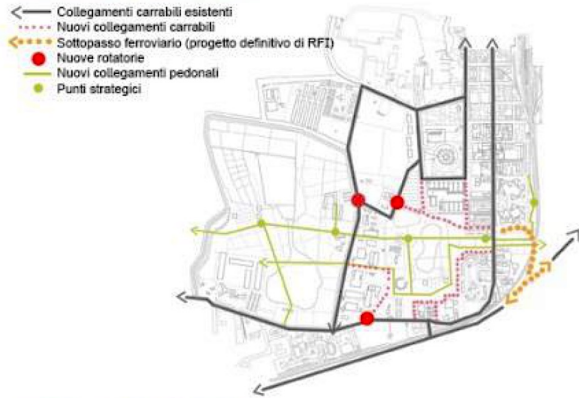 Collegamenti carrabili esistenti
Nuovi collegamenti carrabili
Sottopasso ferroviario (progetto definitivo di RFI)
Nuove rotatorie
Nuovi collegamenti pedonali
Punti strategici